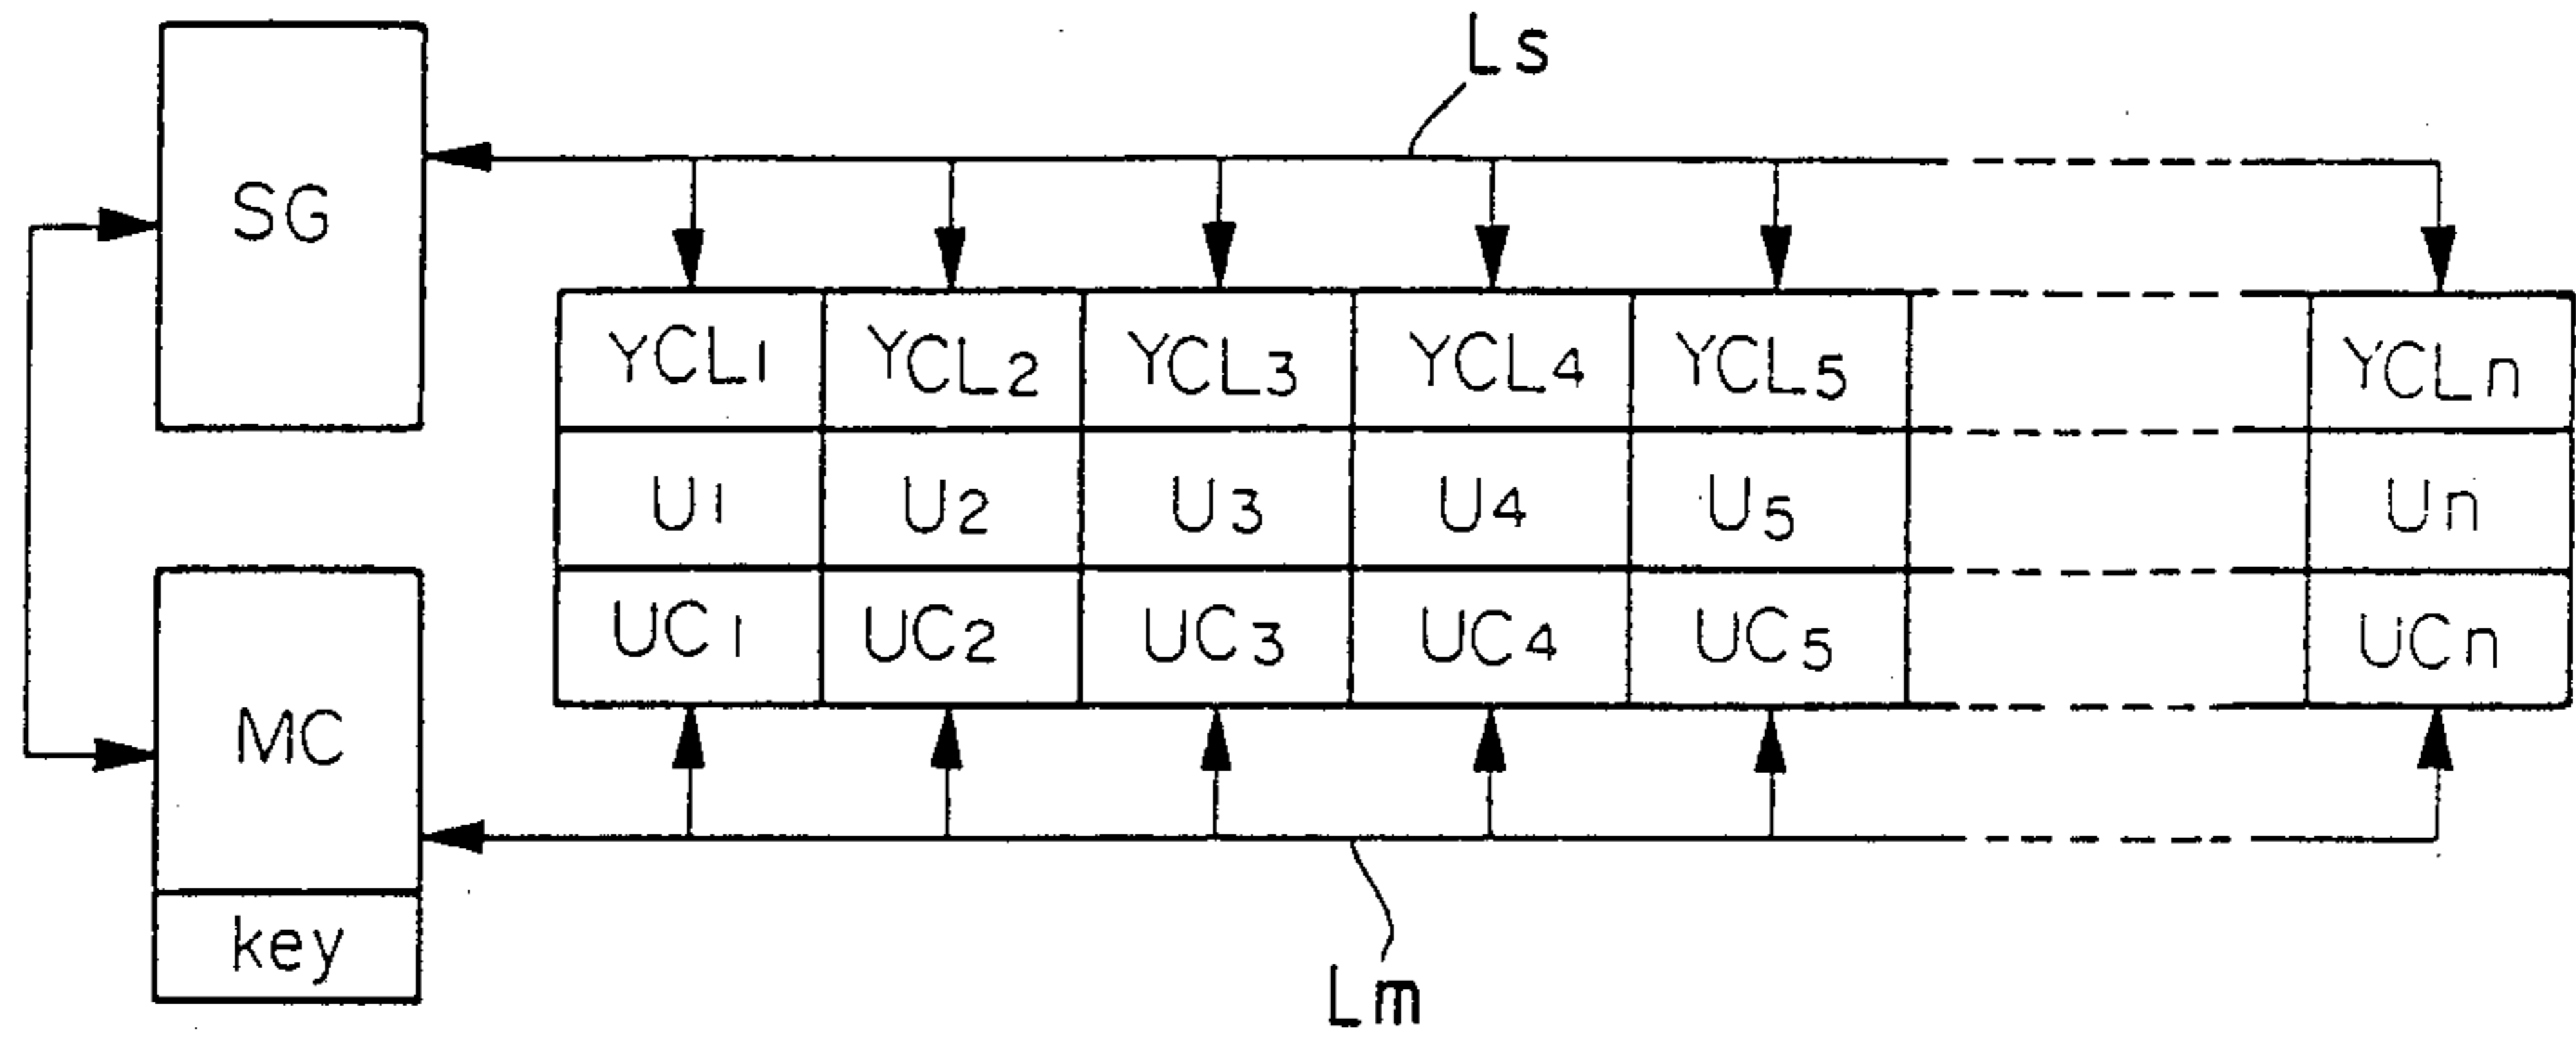 Ls
SG
YCL1 YCL2 YCL3 YCL4 YCL5 YCLn
U1 U2 U3 U4 U5 Un
UC1 UC2 UC3 UC4 UC5 UCn
MC
key
Lm